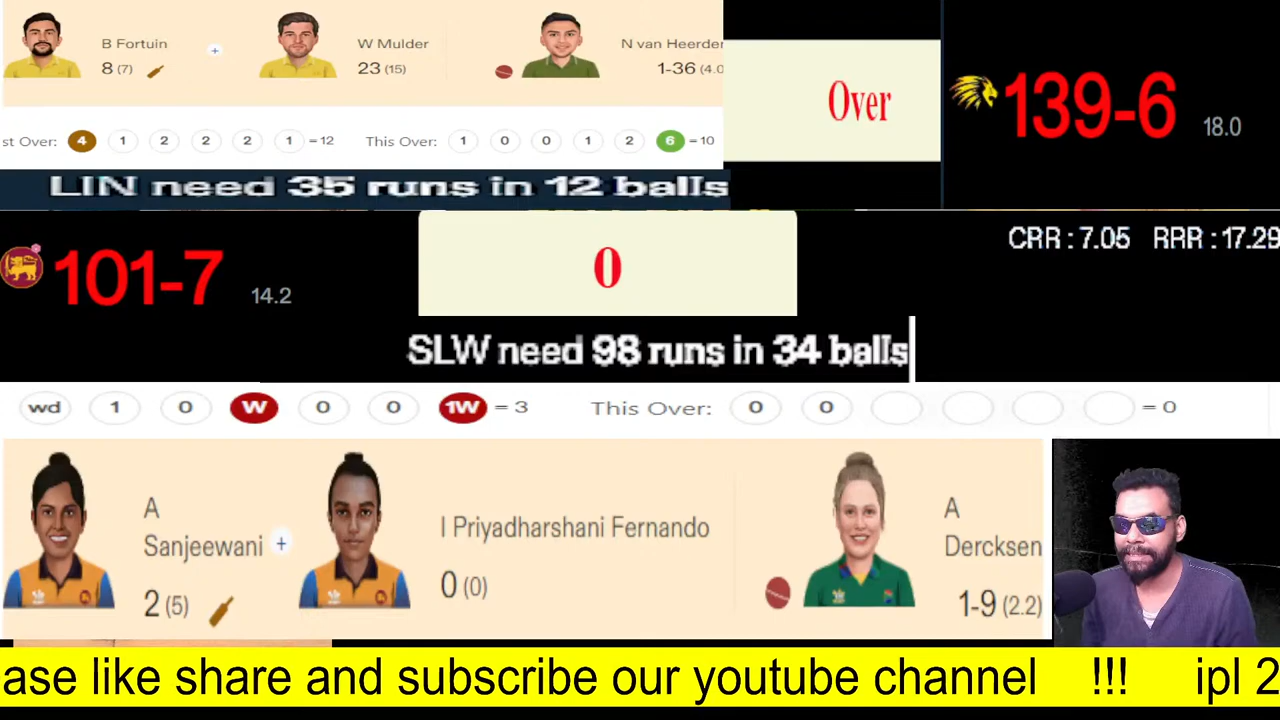 B Fortuin
8 (7)
+
W Mulder
23 (15)
N van Heerder
1-36 (4.0
st Over: 4 1 2 2 2 1 = 12 This Over: 1 0 0 1 2 6 = 10
Over
139-6 18.0
LIN need 35 runs in 12 balls
101-7 14.2
0
CRR : 7.05 RRR : 17.29
SLW need 98 runs in 34 balls
wd 1 0 W 0 0 1W = 3 This Over: 0 0 = 0
A
Sanjeewani +
2 (5)
I Priyadharshani Fernando
0 (0)
A
Dercksen
1-9 (2.2)
ase like share and subscribe our youtube channel !!! ipl 2